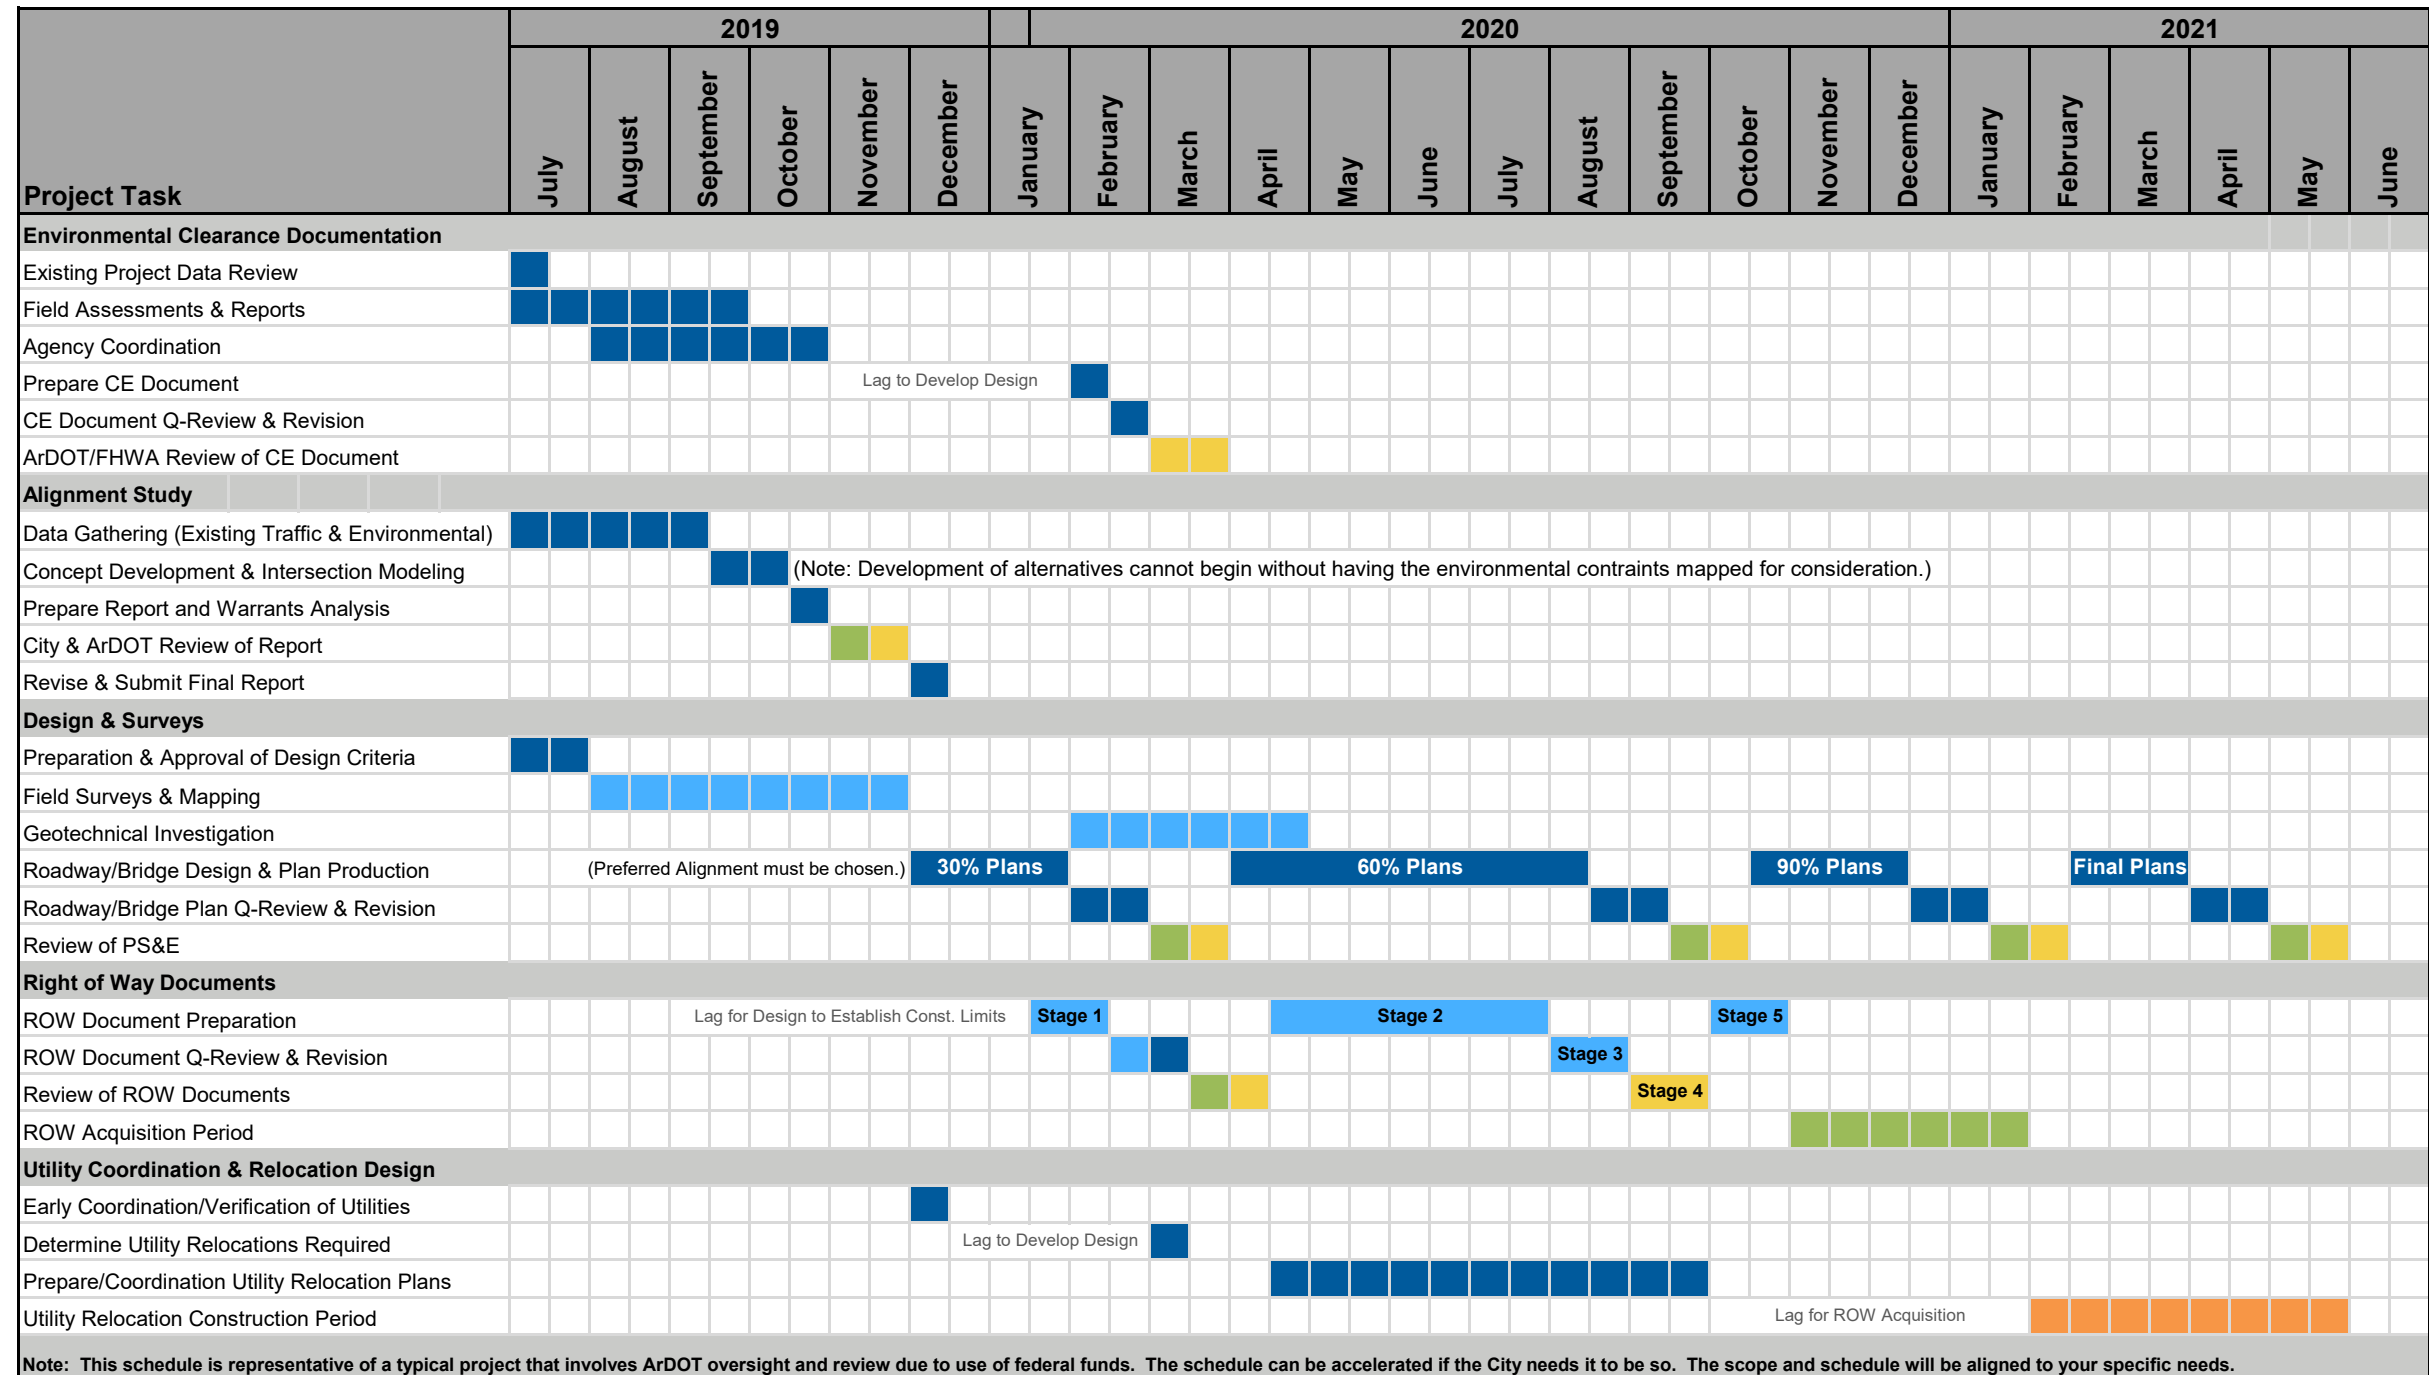 2019 2020 2021
Project Task July August September October November December January February March April May June July August September October November December January February March April May June
Environmental Clearance Documentation
Existing Project Data Review
Field Assessments & Reports
Agency Coordination
Prepare CE Document Lag to Develop Design
CE Document Q-Review & Revision
ArDOT/FHWA Review of CE Document
Alignment Study
Data Gathering (Existing Traffic & Environmental)
Concept Development & Intersection Modeling (Note: Development of alternatives cannot begin without having the environmental contraints mapped for consideration.)
Prepare Report and Warrants Analysis
City & ArDOT Review of Report
Revise & Submit Final Report
Design & Surveys
Preparation & Approval of Design Criteria
Field Surveys & Mapping
Geotechnical Investigation
Roadway/Bridge Design & Plan Production (Preferred Alignment must be chosen.) 30% Plans 60% Plans 90% Plans Final Plans
Roadway/Bridge Plan Q-Review & Revision
Review of PS&E
Right of Way Documents
ROW Document Preparation Lag for Design to Establish Const. Limits Stage 1 Stage 2 Stage 5
ROW Document Q-Review & Revision Stage 3
Review of ROW Documents Stage 4
ROW Acquisition Period
Utility Coordination & Relocation Design
Early Coordination/Verification of Utilities
Determine Utility Relocations Required Lag to Develop Design
Prepare/Coordination Utility Relocation Plans
Utility Relocation Construction Period Lag for ROW Acquisition
Note: This schedule is representative of a typical project that involves ArDOT oversight and review due to use of federal funds. The schedule can be accelerated if the City needs it to be so. The scope and schedule will be aligned to your specific needs.